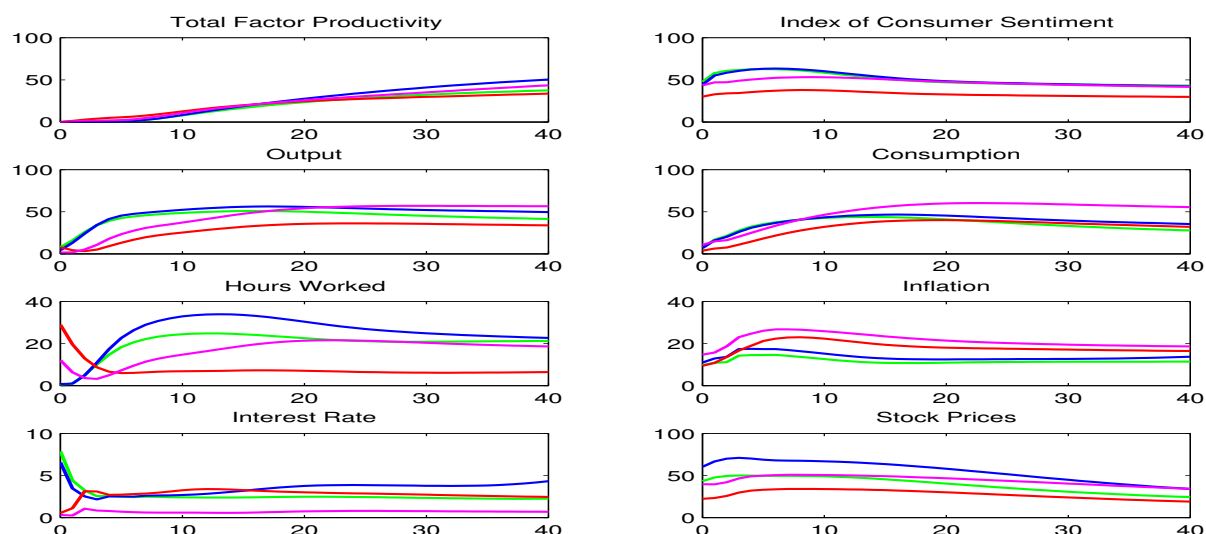 Total Factor Productivity
100
50
0
0 10 20 30 40
Index of Consumer Sentiment
100
50
0
0 10 20 30 40
Output
100
50
0
0 10 20 30 40
Consumption
100
50
0
0 10 20 30 40
Hours Worked
40
20
0
0 10 20 30 40
Inflation
40
20
0
0 10 20 30 40
Interest Rate
10
5
0
0 10 20 30 40
Stock Prices
100
50
0
0 10 20 30 40